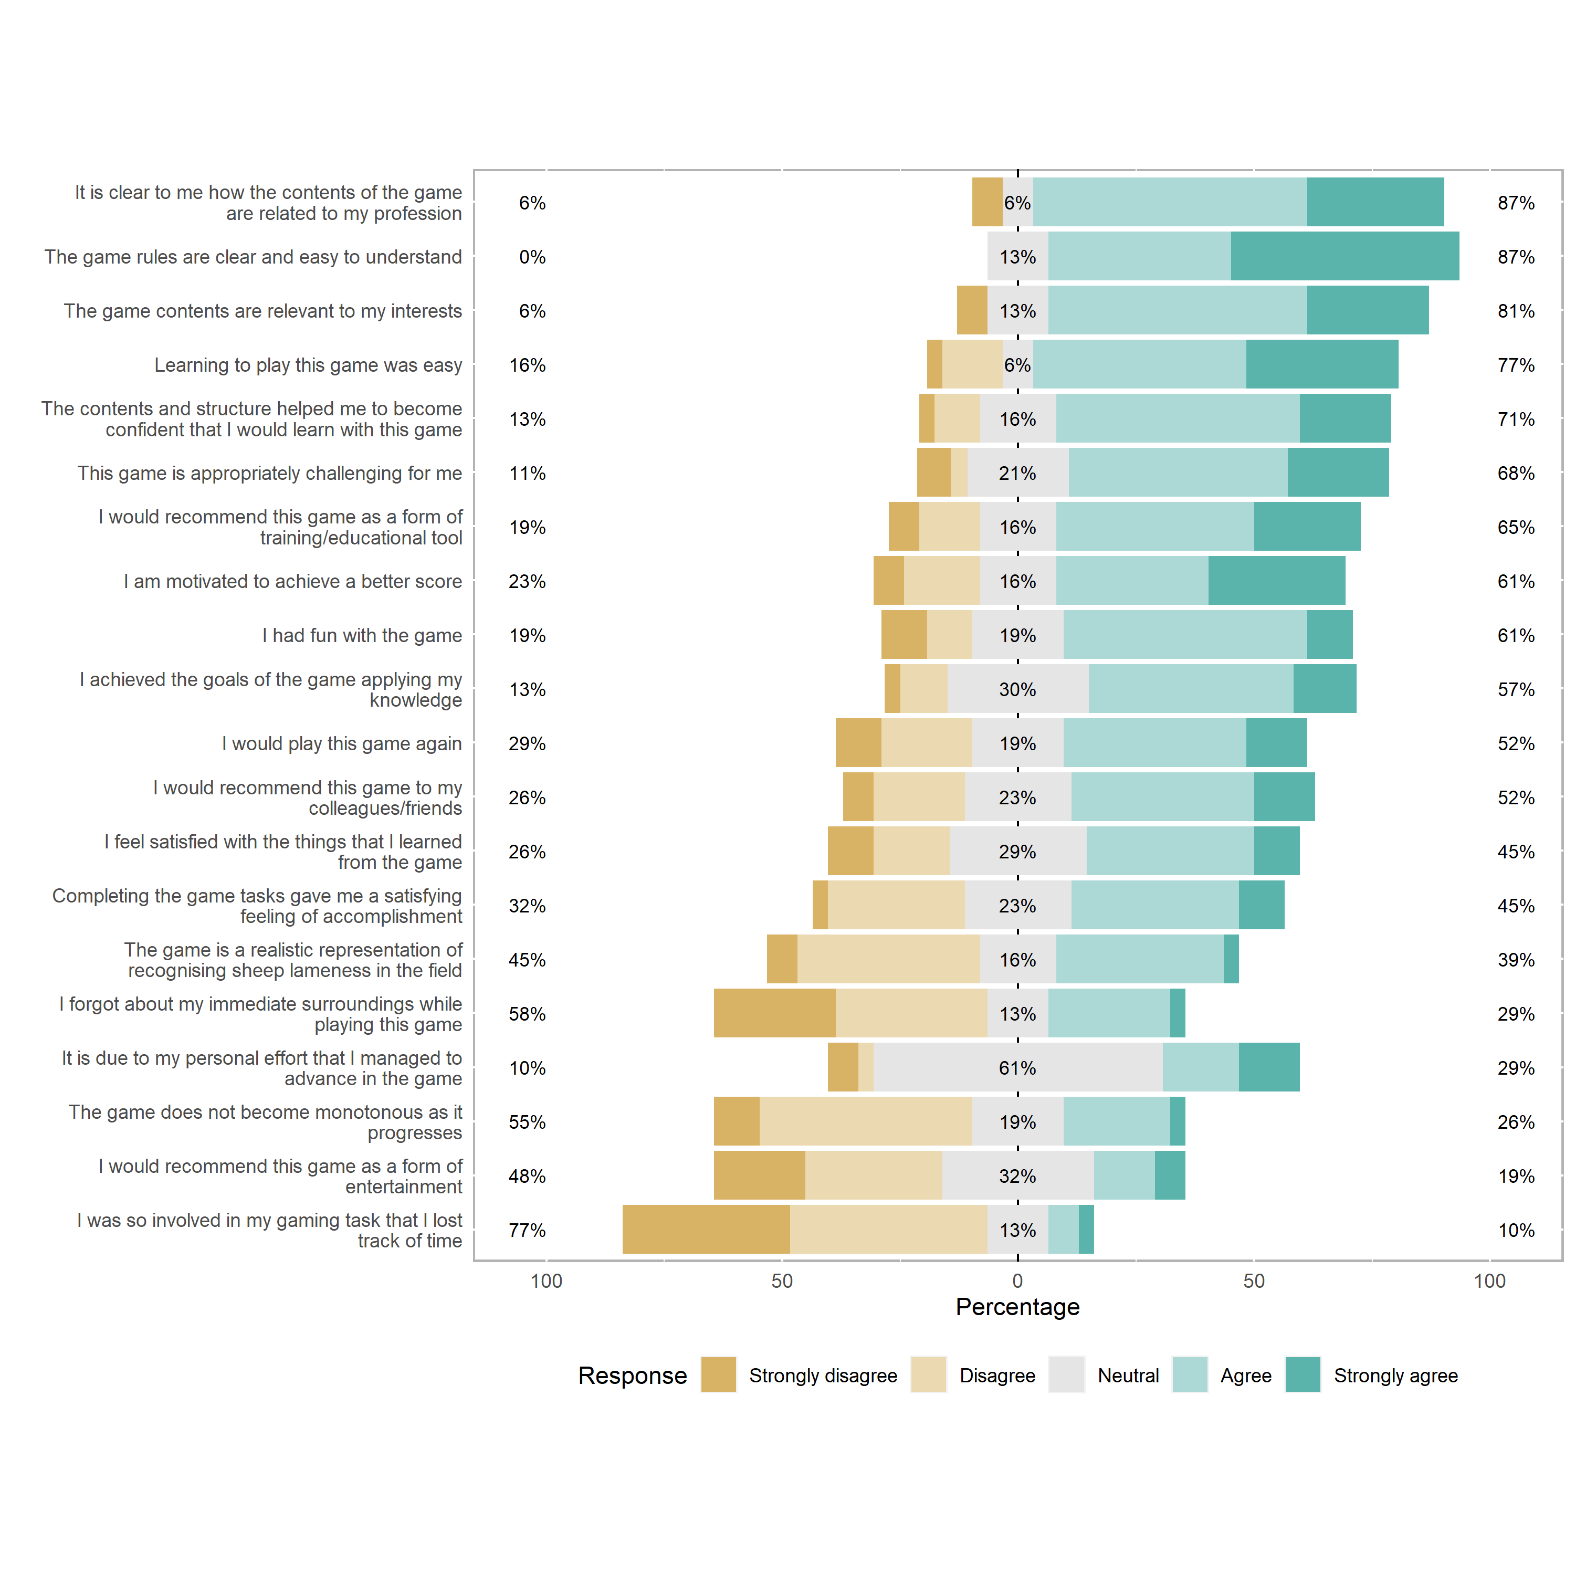 It is clear to me how the contents of the game
are related to my profession
6%
6%
87%
The game rules are clear and easy to understand
0%
13%
87%
The game contents are relevant to my interests
6%
13%
81%
Learning to play this game was easy
16%
6%
77%
The contents and structure helped me to become
confident that I would learn with this game
13%
16%
71%
This game is appropriately challenging for me
11%
21%
68%
I would recommend this game as a form of
training/educational tool
19%
16%
65%
I am motivated to achieve a better score
23%
16%
61%
I had fun with the game
19%
19%
61%
I achieved the goals of the game applying my
knowledge
13%
30%
57%
I would play this game again
29%
19%
52%
I would recommend this game to my
colleagues/friends
26%
23%
52%
I feel satisfied with the things that I learned
from the game
26%
29%
45%
Completing the game tasks gave me a satisfying
feeling of accomplishment
32%
23%
45%
The game is a realistic representation of
recognising sheep lameness in the field
45%
16%
39%
I forgot about my immediate surroundings while
playing this game
58%
13%
29%
It is due to my personal effort that I managed to
advance in the game
10%
61%
29%
The game does not become monotonous as it
progresses
55%
19%
26%
I would recommend this game as a form of
entertainment
48%
32%
19%
I was so involved in my gaming task that I lost
track of time
77%
13%
10%
100 50 0 50 100
Percentage
Response Strongly disagree Disagree Neutral Agree Strongly agree